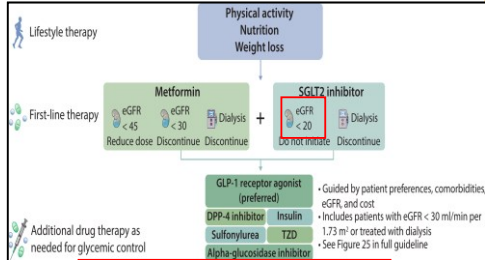 Physical activity
Nutrition
Weight loss
Lifestyle therapy
Metformin
SGLT2 inhibitor
First-line therapy
eGFR
< 45
Reduce dose
eGFR
< 30
Discontinue
Dialysis
Discontinue
+
eGFR
< 20
Do not initiate
Dialysis
Discontinue
GLP-1 receptor agonist
(preferred)
DPP-4 inhibitor
Insulin
Sulfonylurea
TZD
Alpha-glucosidase inhibitor
Additional drug therapy as
needed for glycemic control
• Guided by patient preferences, comorbidities,
eGFR, and cost
• Includes patients with eGFR < 30 ml/min per
1.73 m² or treated with dialysis
• See Figure 25 in full guideline